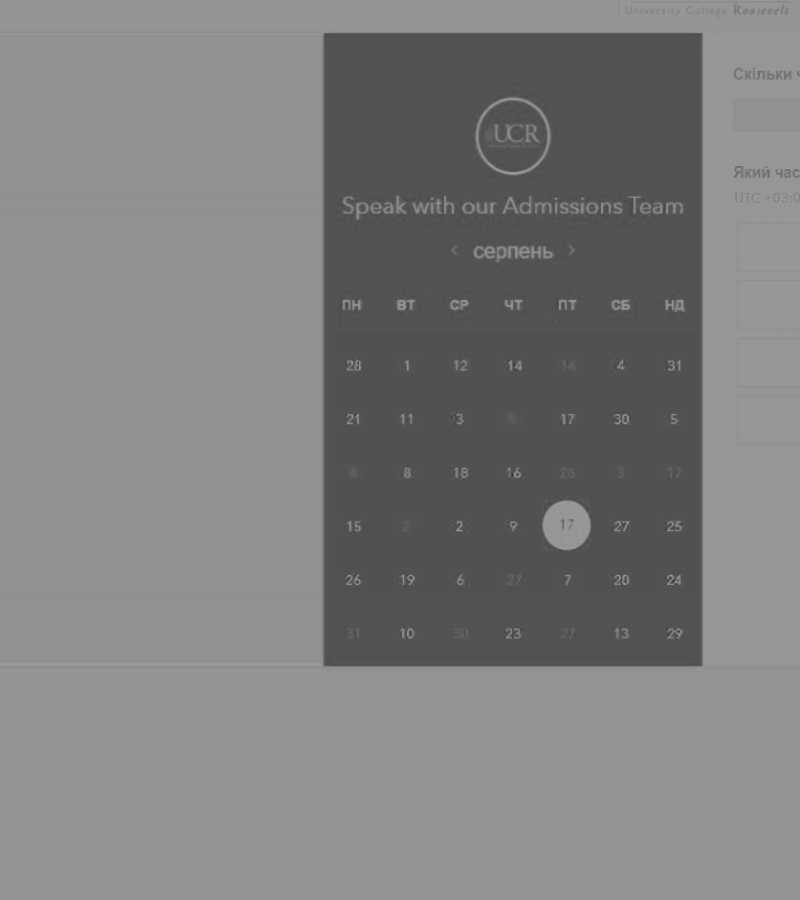 University College Roosevelt
Скільки
UCR
Speak with our Admissions Team
Який час
UTC +03:0
< серпень >
ПН ВТ СР ЧТ ПТ СБ НД
28 1 12 14 14 4 31
21 11 3 5 17 30 5
4 8 18 16 26 3 17
15 2 2 9 17 27 25
26 19 6 27 7 20 24
31 10 30 23 27 13 29